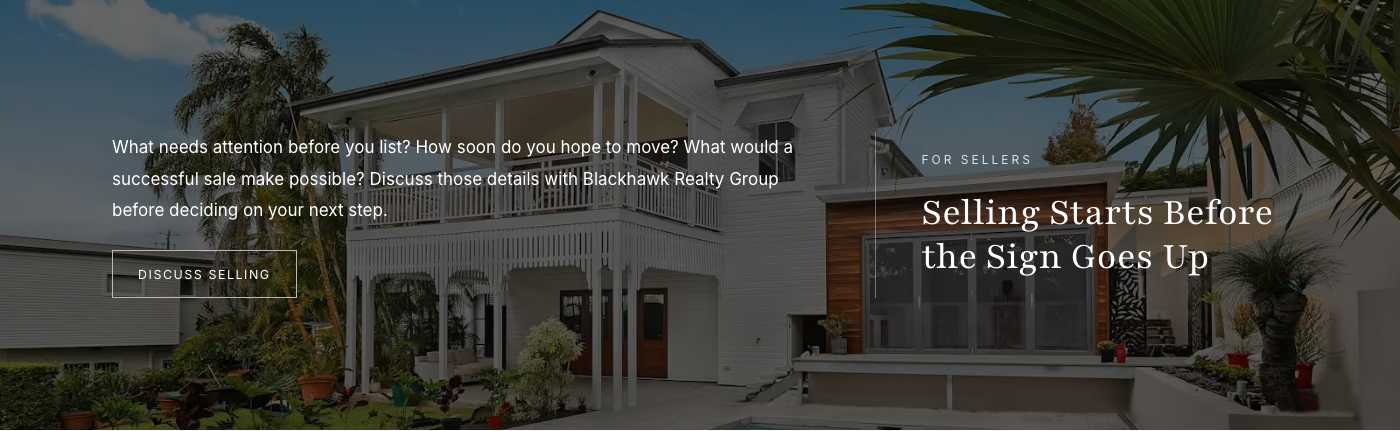 What needs attention before you list? How soon do you hope to move? What would a
successful sale make possible? Discuss those details with Blackhawk Realty Group
before deciding on your next step.
DISCUSS SELLING
FOR SELLERS
Selling Starts Before
the Sign Goes Up